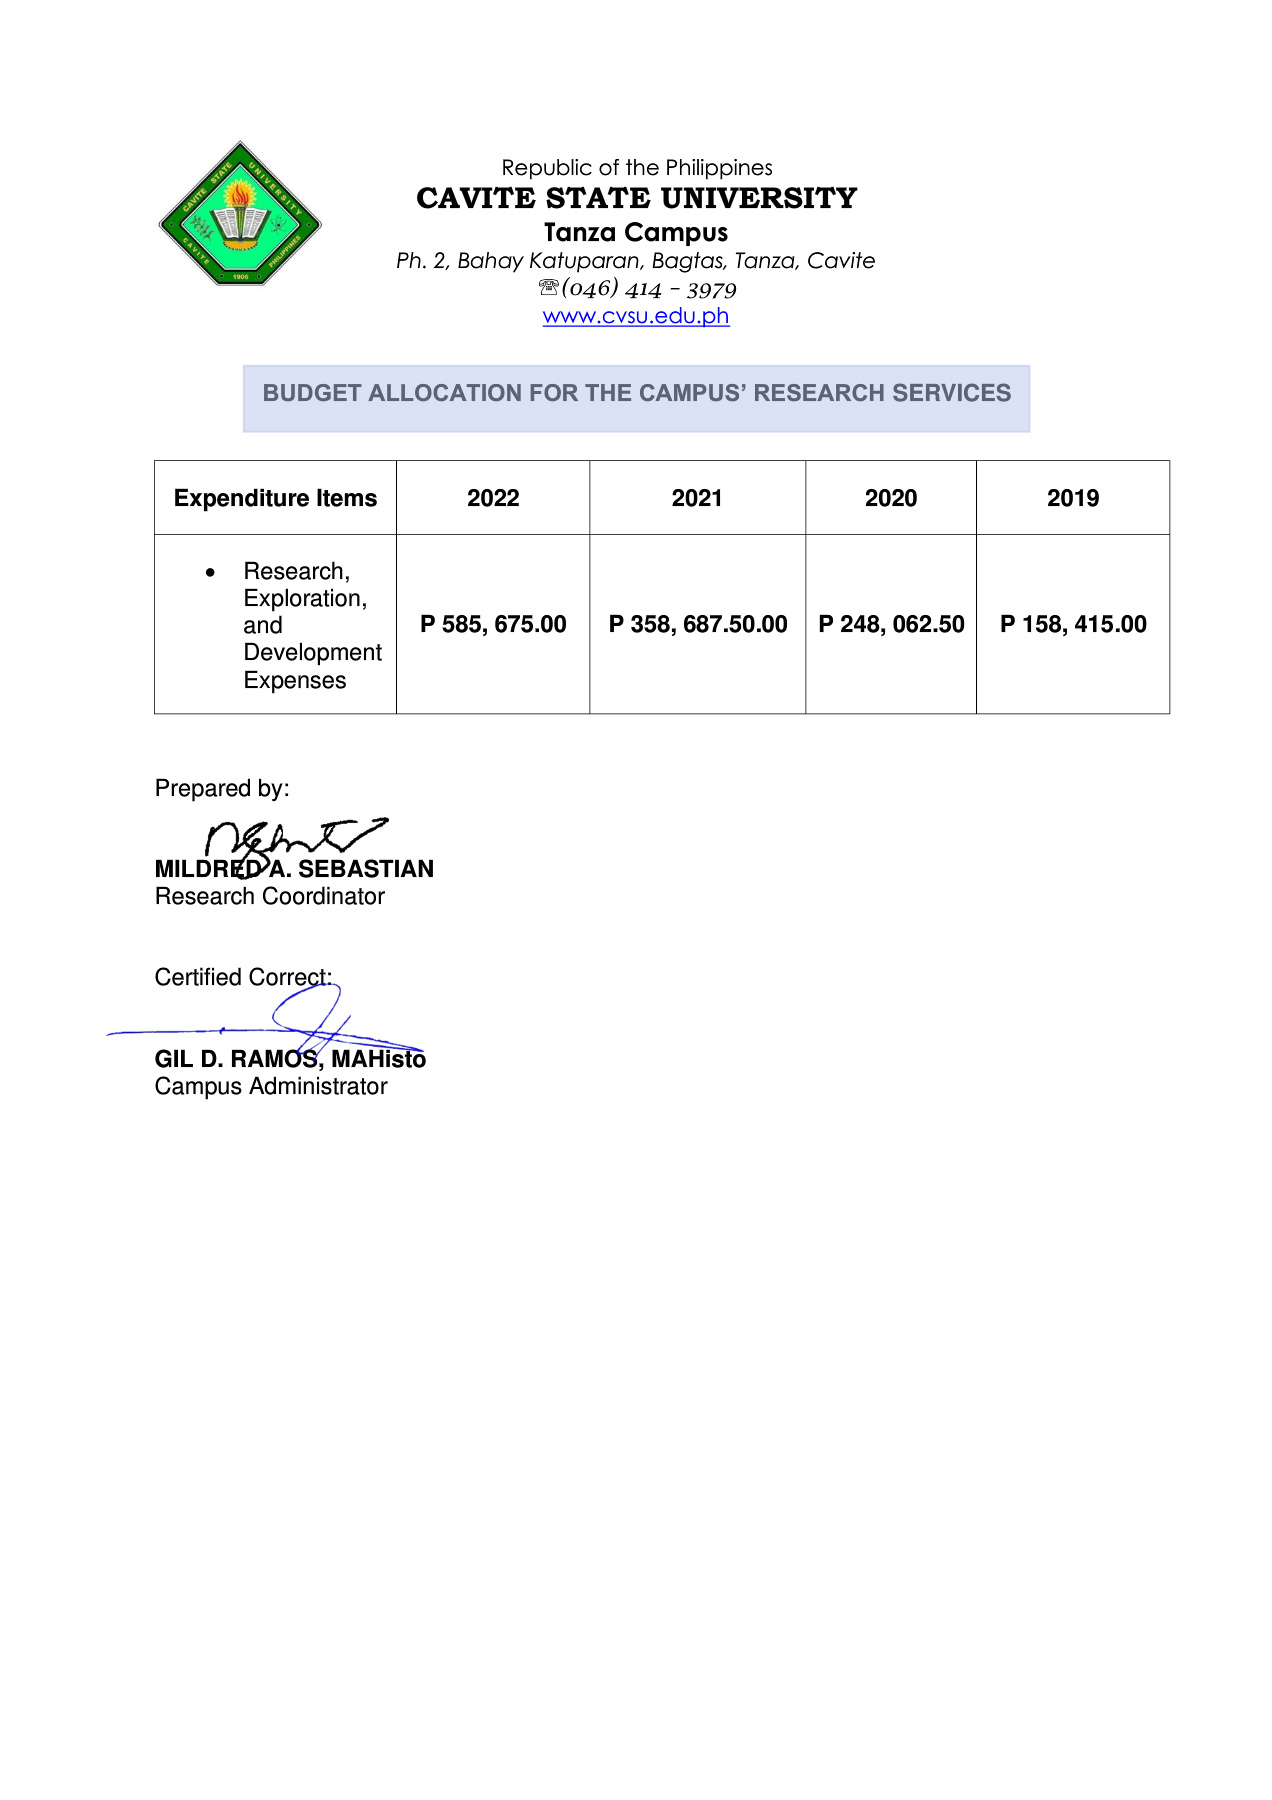 CAVITE STATE UNIVERSITY
CAVITE PHILIPPINES
1906
Republic of the Philippines
CAVITE STATE UNIVERSITY
Tanza Campus
Ph. 2, Bahay Katuparan, Bagtas, Tanza, Cavite
☏(046) 414 – 3979
www.cvsu.edu.ph
BUDGET ALLOCATION FOR THE CAMPUS’ RESEARCH SERVICES
Expenditure Items 2022 2021 2020 2019
• Research,
Exploration,
and
Development
Expenses
P 585, 675.00 P 358, 687.50.00 P 248, 062.50 P 158, 415.00
Prepared by:
MILDRED A. SEBASTIAN
Research Coordinator
Certified Correct:
GIL D. RAMOS, MAHisto
Campus Administrator